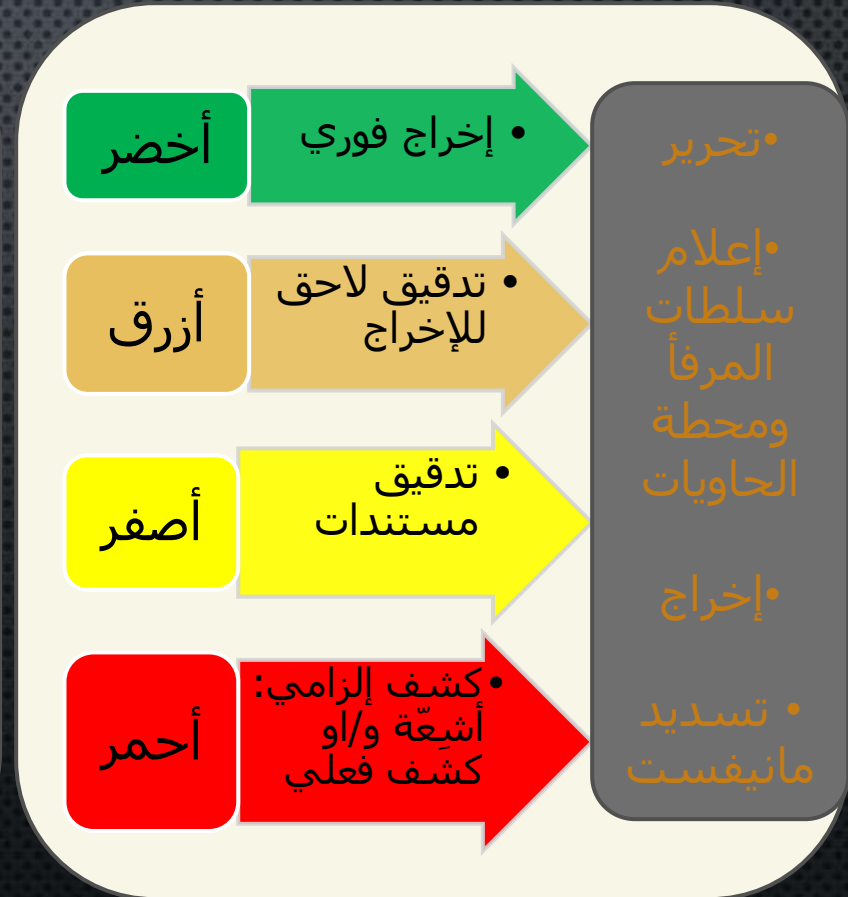 أخضر
• إخراج فوري
أزرق
• تدقيق لاحق
للإخراج
أصفر
• تدقيق
مستندات
أحمر
•كشف إلزامي:
أشِعّة و/او
كشف فعلي
•تحرير
•إعلام
سلطات
المرفأ
ومحطة
الحاويات
•إخراج
• تسديد
مانيفست